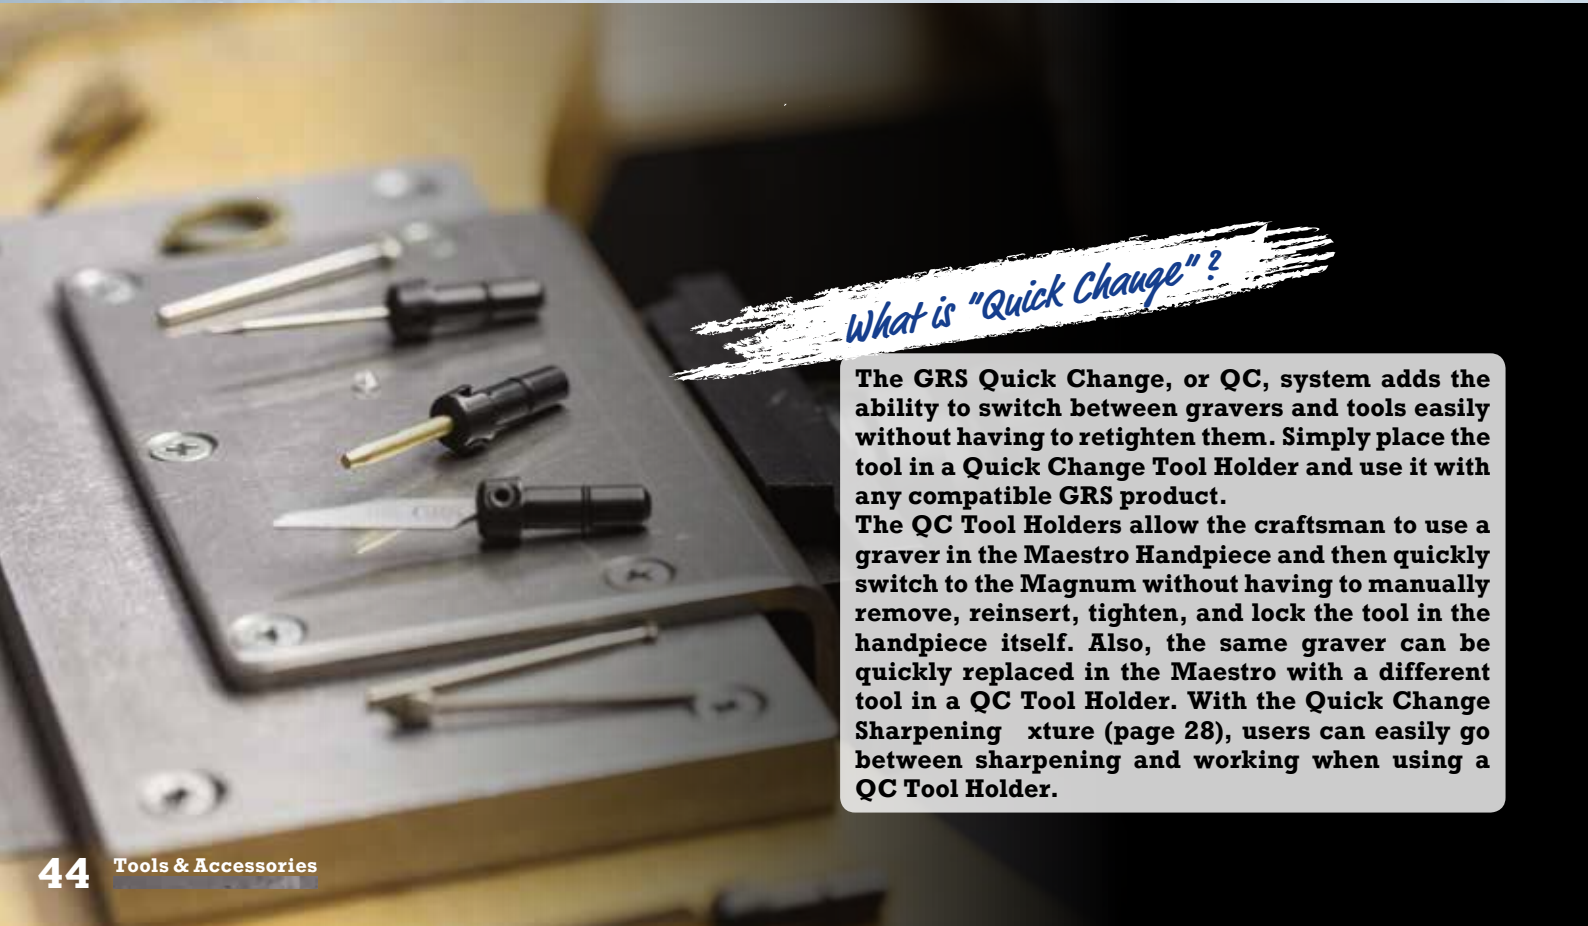 What is "Quick Change" ?
The GRS Quick Change, or QC, system adds the
ability to switch between gravers and tools easily
without having to retighten them. Simply place the
tool in a Quick Change Tool Holder and use it with
any compatible GRS product.
The QC Tool Holders allow the craftsman to use a
graver in the Maestro Handpiece and then quickly
switch to the Magnum without having to manually
remove, reinsert, tighten, and lock the tool in the
handpiece itself. Also, the same graver can be
quickly replaced in the Maestro with a different
tool in a QC Tool Holder. With the Quick Change
Sharpening xture (page 28), users can easily go
between sharpening and working when using a
QC Tool Holder.
44 Tools & Accessories